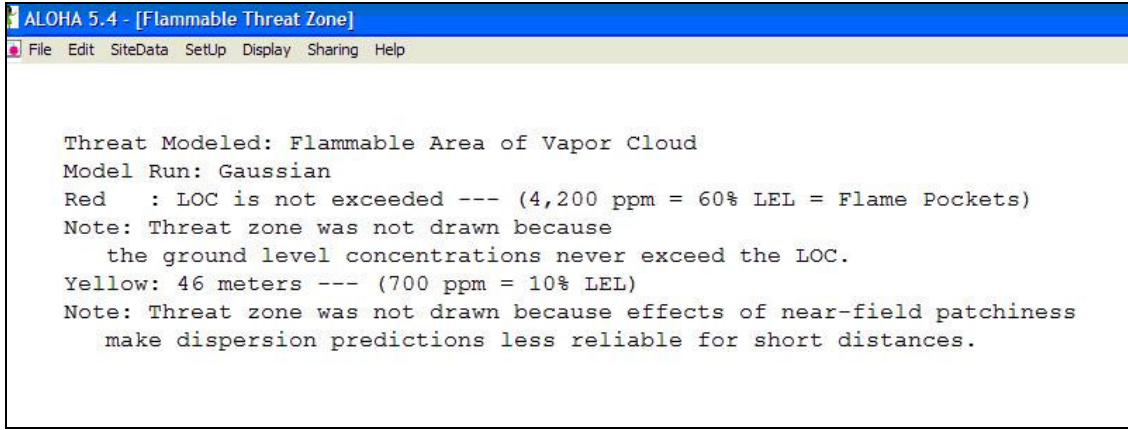 ALOHA 5.4 - [Flammable Threat Zone]
File Edit SiteData SetUp Display Sharing Help
Threat Modeled: Flammable Area of Vapor Cloud
Model Run: Gaussian
Red   : LOC is not exceeded --- (4,200 ppm = 60% LEL = Flame Pockets)
Note: Threat zone was not drawn because
   the ground level concentrations never exceed the LOC.
Yellow: 46 meters --- (700 ppm = 10% LEL)
Note: Threat zone was not drawn because effects of near-field patchiness
   make dispersion predictions less reliable for short distances.